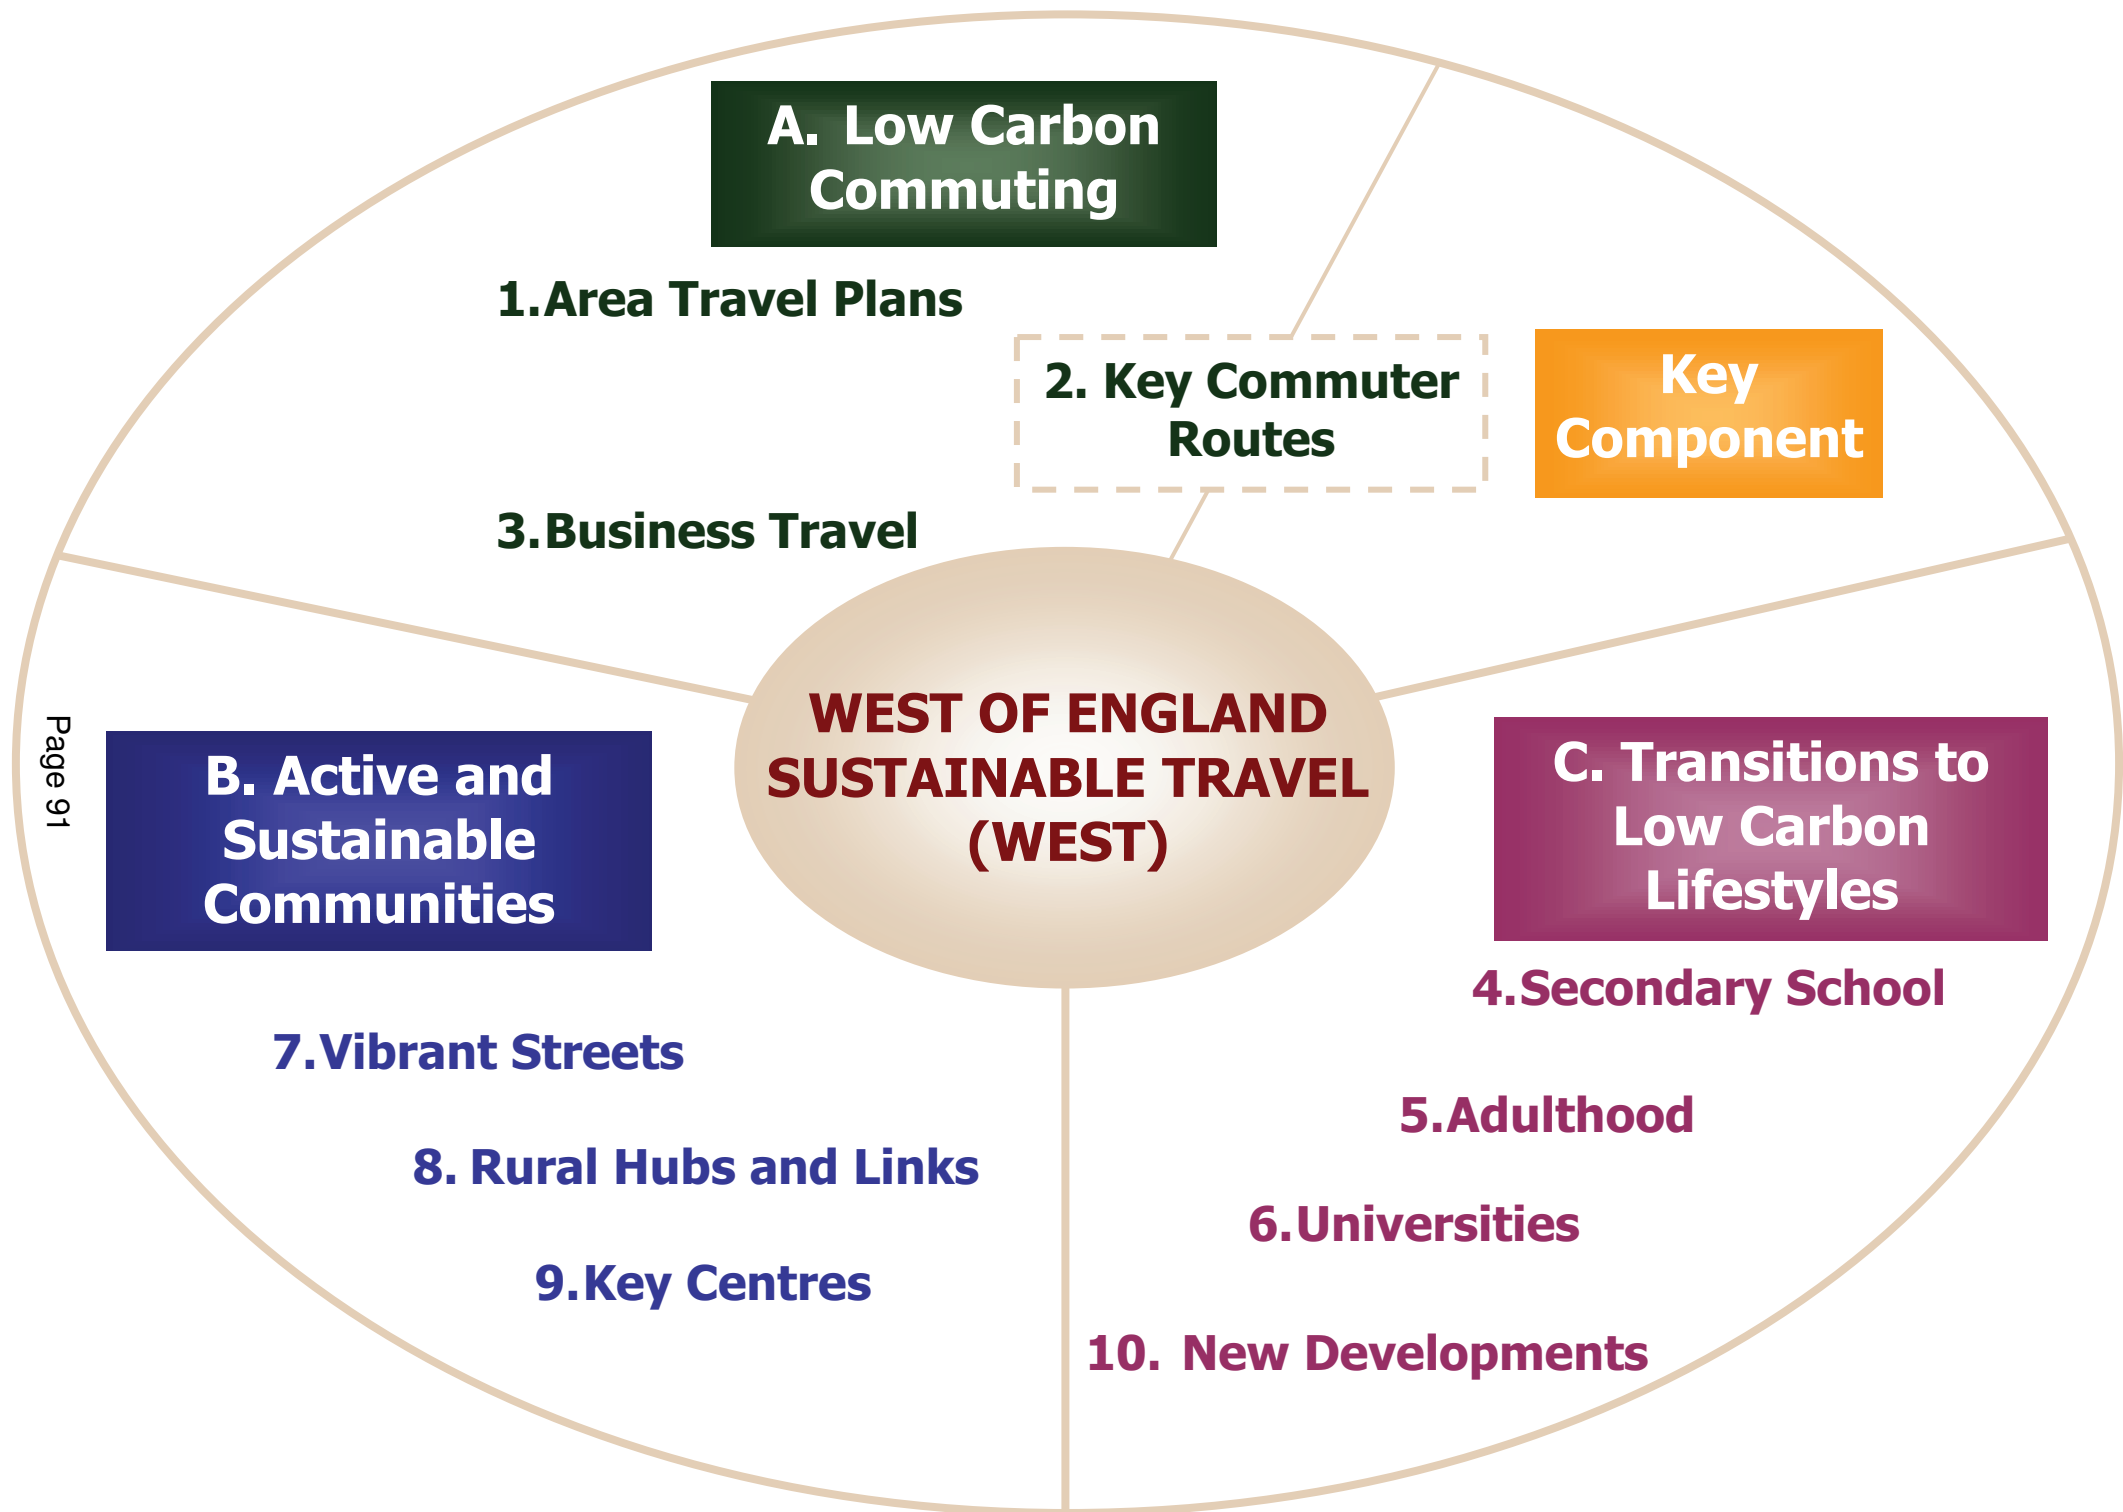 A. Low Carbon
Commuting
1.Area Travel Plans
2. Key Commuter
Routes
Key
Component
3.Business Travel
WEST OF ENGLAND
SUSTAINABLE TRAVEL
(WEST)
Page 91
B. Active and
Sustainable
Communities
7.Vibrant Streets
8. Rural Hubs and Links
9.Key Centres
C. Transitions to
Low Carbon
Lifestyles
4.Secondary School
5.Adulthood
6.Universities
10. New Developments